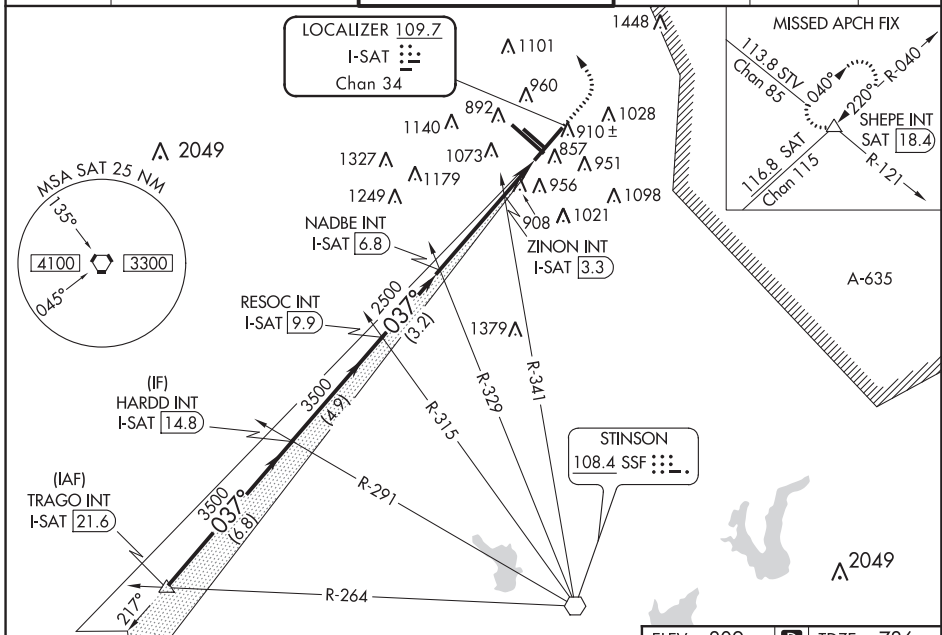 LOCALIZER 109.7
I-SAT
Chan 34
1448
1101
960
892
1140
1028
910 ±
857
1073
951
1327
1179
1249
956
1098
908
1021
2049
MSA SAT 25 NM
135°
4100
3300
045°
MISSED APCH FIX
113.8 STV
Chan 85
040°
R-040
220°
SHEPE INT
SAT 18.4
116.8 SAT
Chan 115
R-121
NADBE INT
I-SAT 6.8
ZINON INT
I-SAT 3.3
A-635
RESOC INT
I-SAT 9.9
2500
037°
(3.2)
1379
(IF)
HARDD INT
I-SAT 14.8
3500
(4.9)
R-315
R-329
R-341
STINSON
108.4 SSF
(IAF)
TRAGO INT
I-SAT 21.6
3500
037°
(6.8)
R-291
R-264
217°
2049